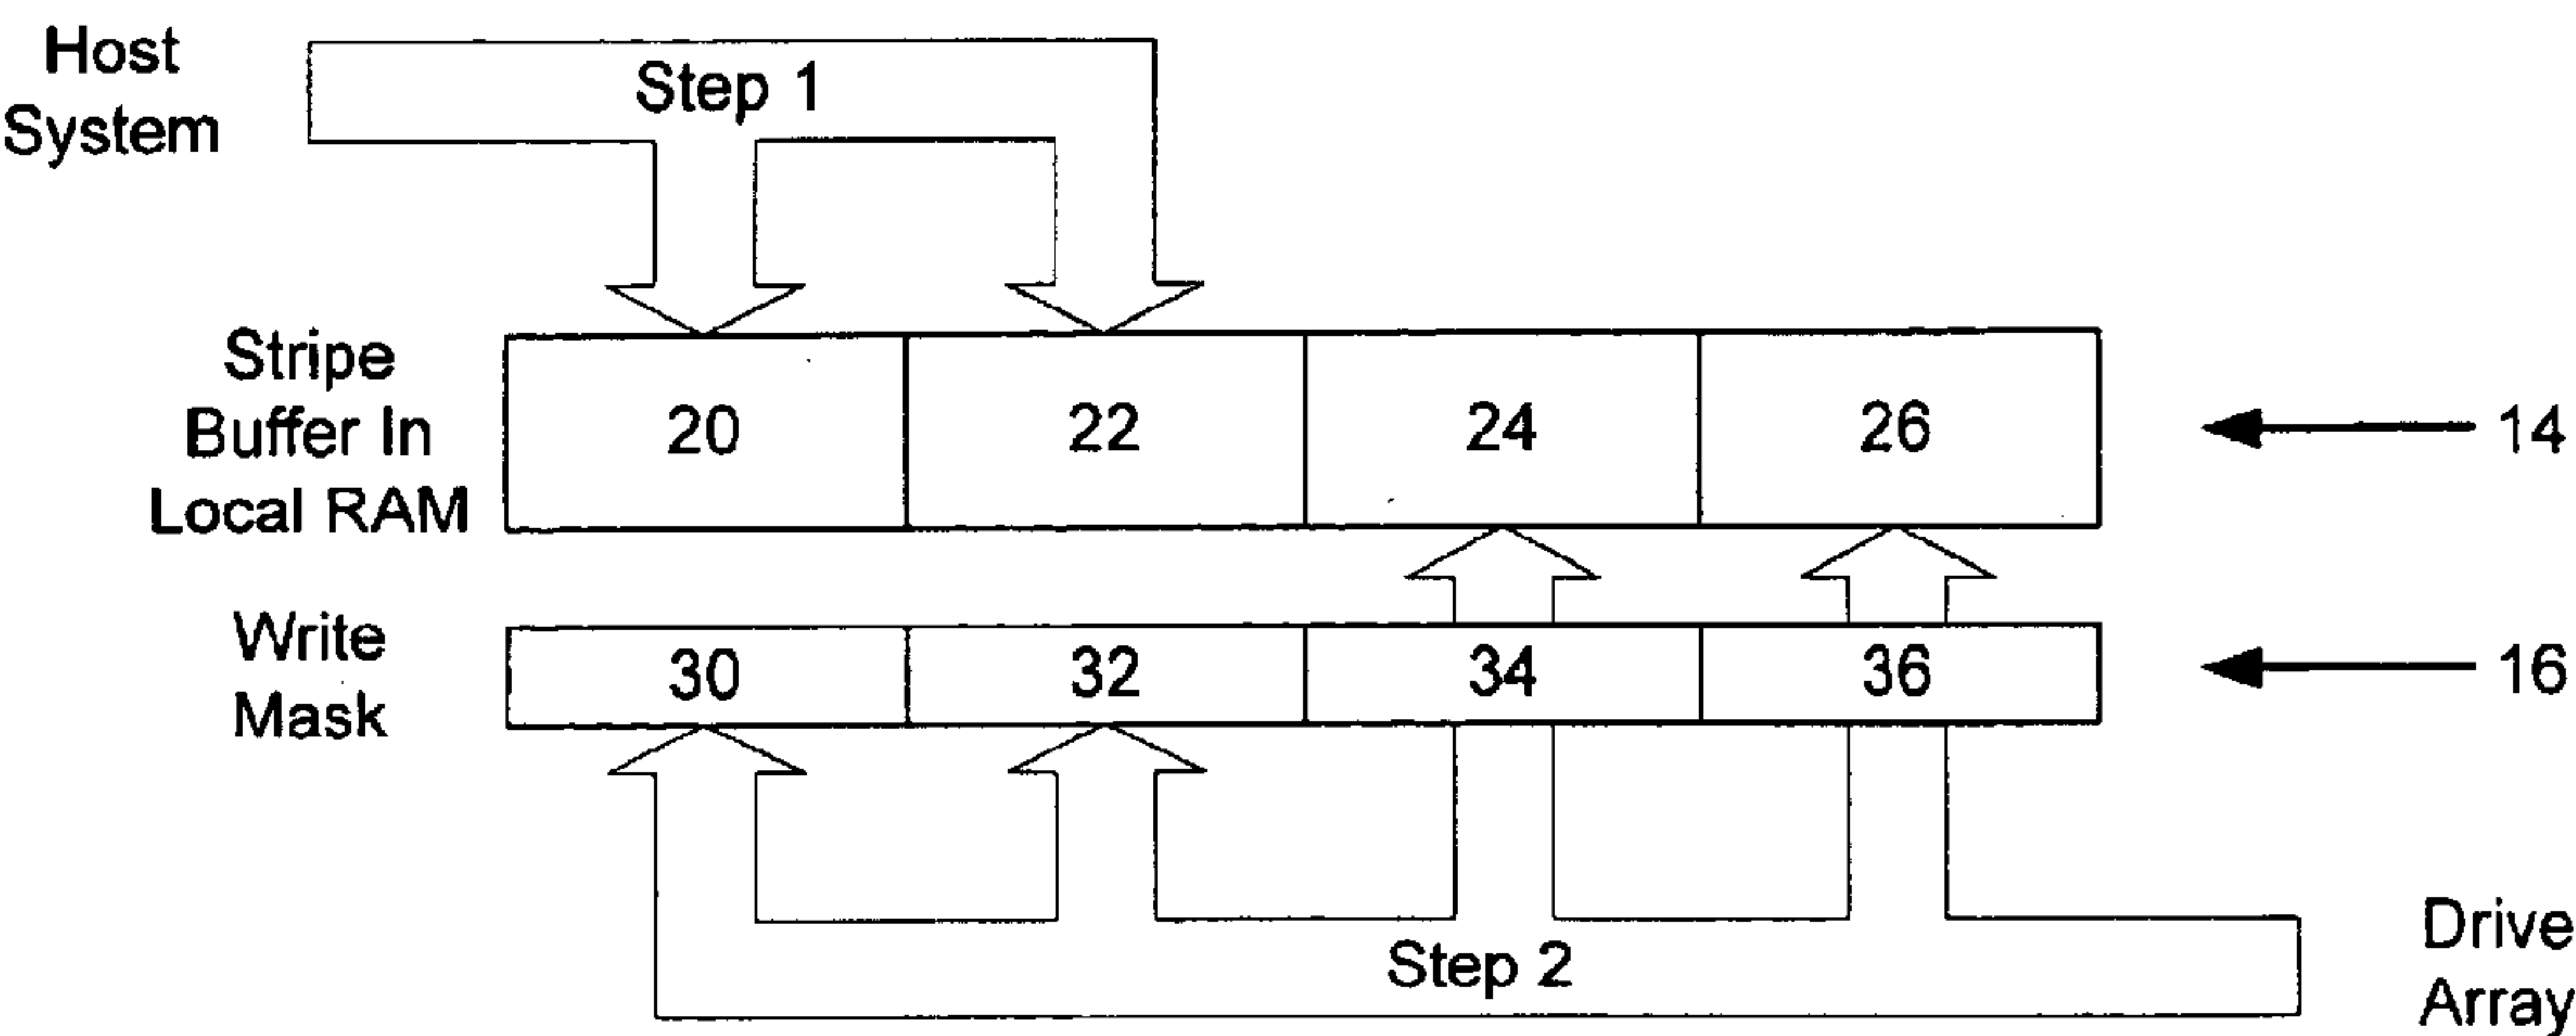 Host
System
Step 1
Stripe
Buffer In
Local RAM
20 22 24 26
14
Write
Mask
30 32 34 36
16
Step 2
Drive
Array